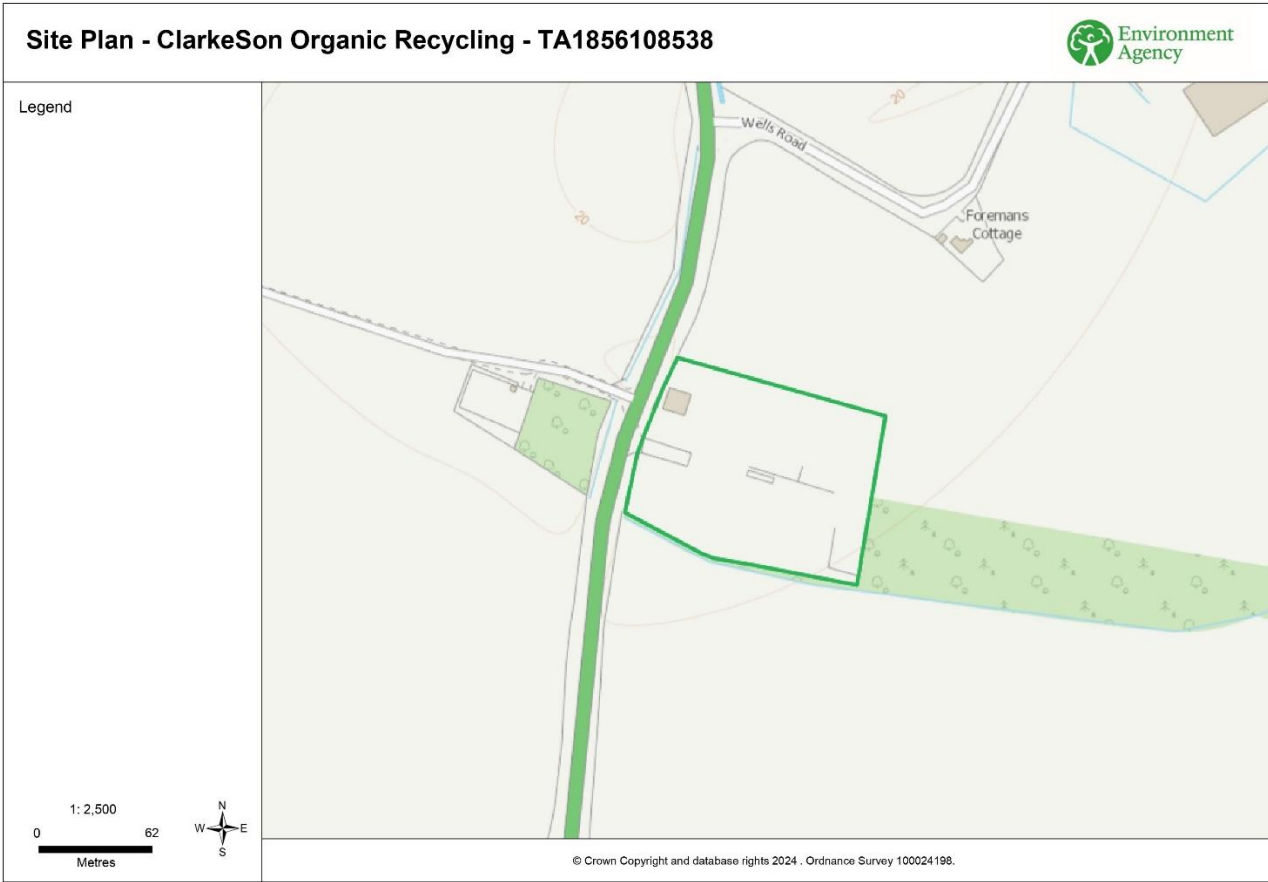 Site Plan - ClarkeSon Organic Recycling - TA1856108538
Environment
Agency
Legend
20
Wells Road
20
Foremans
Cottage
1: 2,500
0 62
Metres
N
W E
S
© Crown Copyright and database rights 2024 . Ordnance Survey 100024198.